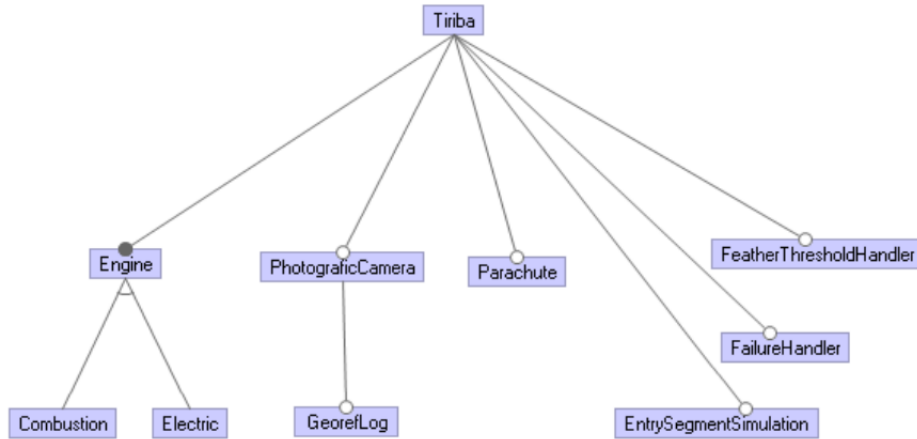 Tiriba
Engine
PhotograficCamera
Parachute
FeatherThresholdHandler
FailureHandler
Combustion
Electric
GeorefLog
EntrySegmentSimulation